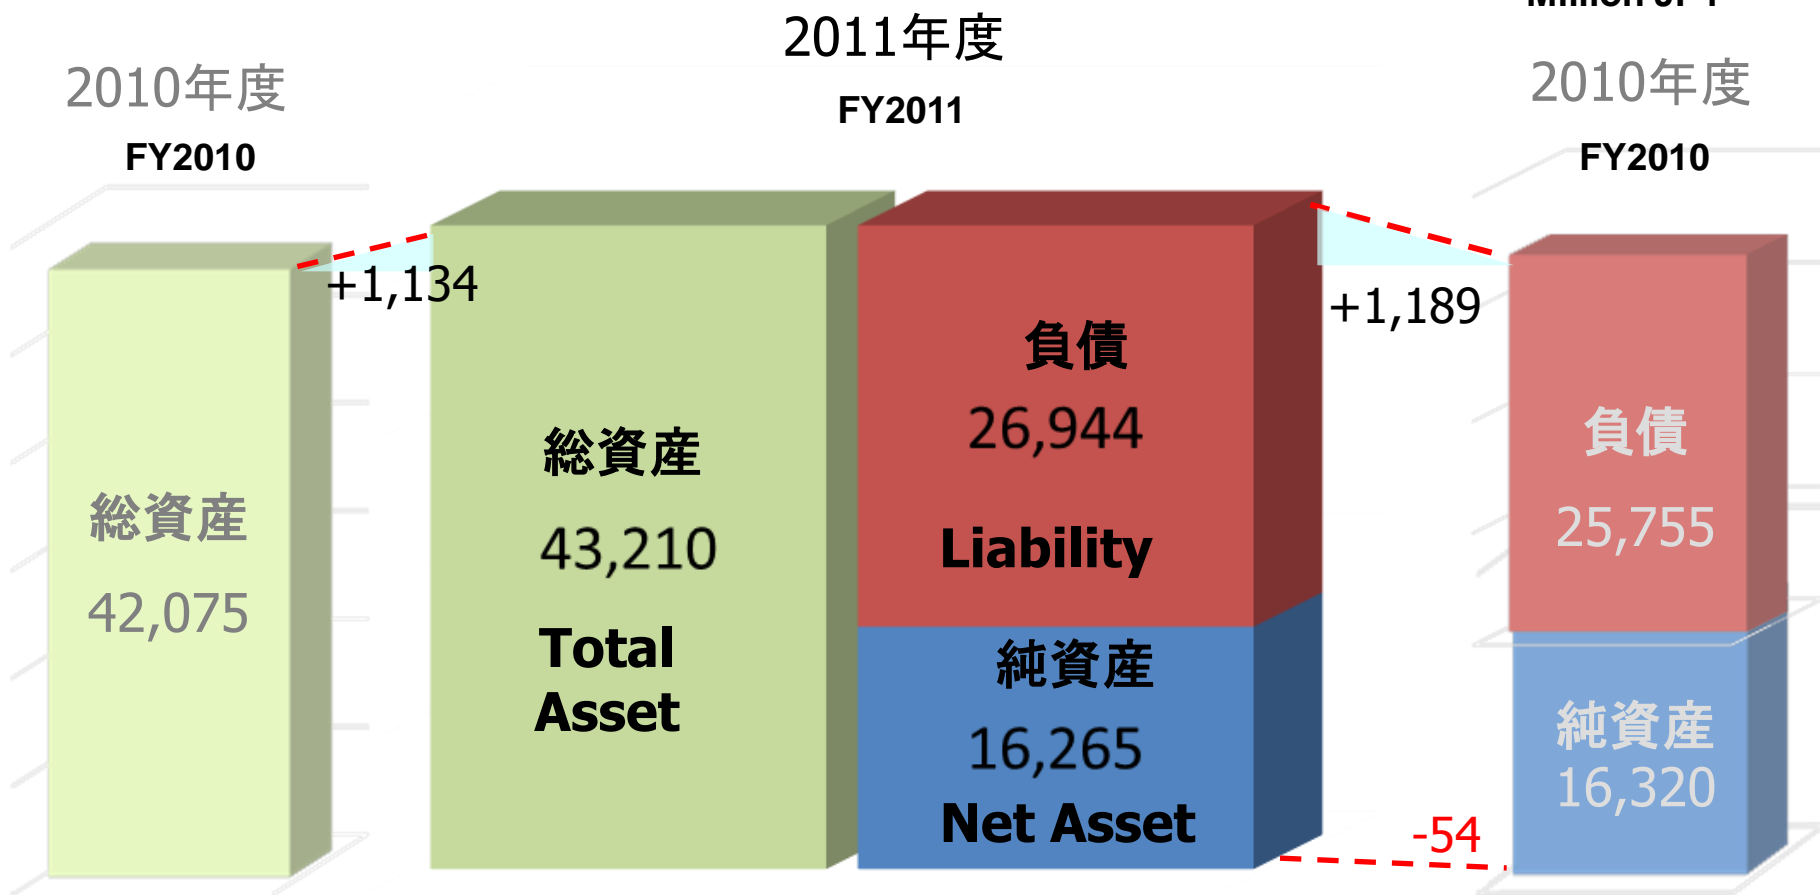 2010年度
FY2010
総資産
42,075
+1,134
2011年度
FY2011
総資産
43,210
Total
Asset
負債
26,944
Liability
純資産
16,265
Net Asset
+1,189
-54
2010年度
FY2010
負債
25,755
純資産
16,320